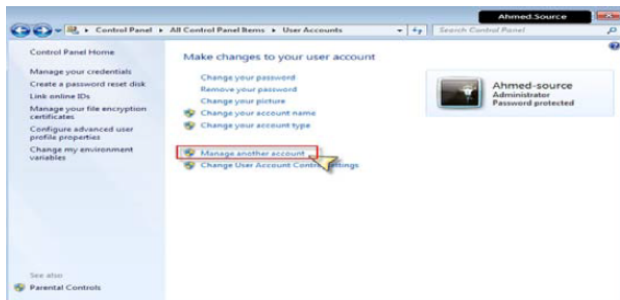 Ahmed.Source
Control Panel
All Control Panel Items
User Accounts
Search Control Panel
Control Panel Home
Manage your credentials
Create a password reset disk
Link online IDs
Manage your file encryption
certificates
Configure advanced user
profile properties
Change my environment
variables
See also
Parental Controls
Make changes to your user account
Change your password
Remove your password
Change your picture
Change your account name
Change your account type
Manage another account
Change User Account Control settings
Ahmed-source
Administrator
Password protected